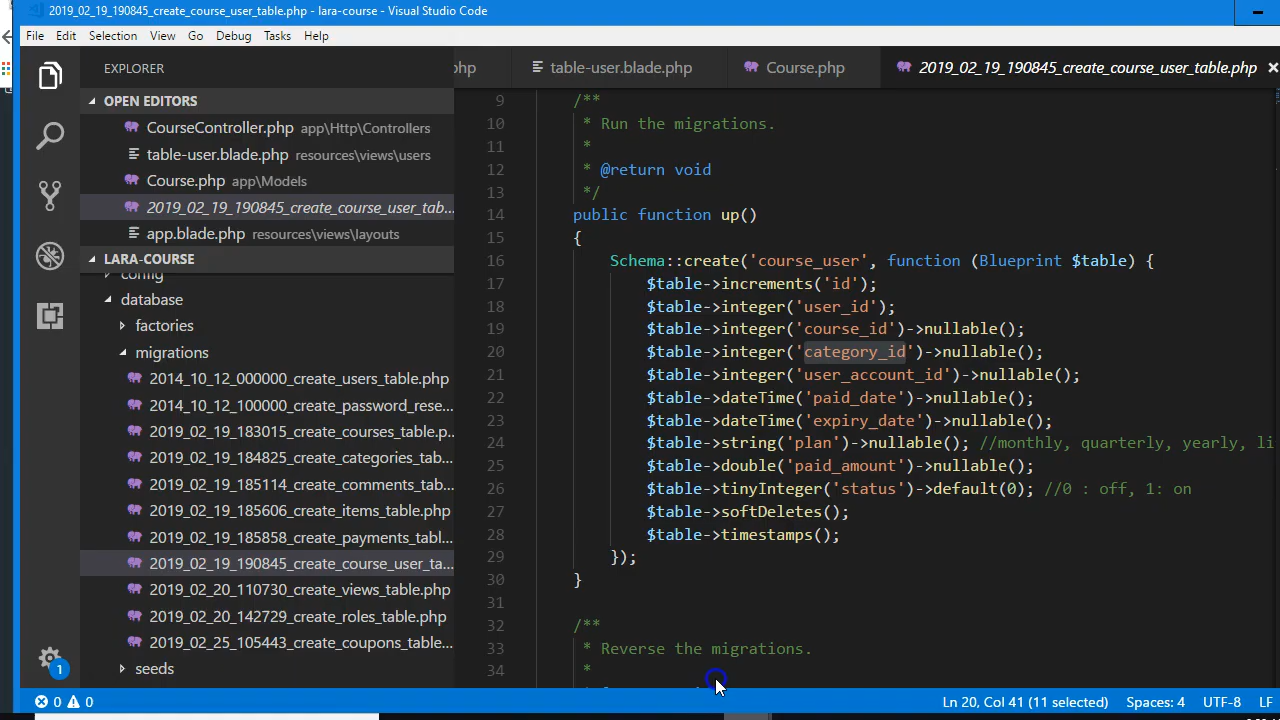 2019_02_19_190845_create_course_user_table.php - lara-course - Visual Studio Code
File Edit Selection View Go Debug Tasks Help
EXPLORER
php
table-user.blade.php
Course.php
2019_02_19_190845_create_course_user_table.php
OPEN EDITORS
CourseController.php app\Http\Controllers
table-user.blade.php resources\views\users
Course.php app\Models
2019_02_19_190845_create_course_user_tab...
app.blade.php resources\views\layouts
LARA-COURSE
config
database
factories
migrations
2014_10_12_000000_create_users_table.php
2014_10_12_100000_create_password_rese...
2019_02_19_183015_create_courses_table.p...
2019_02_19_184825_create_categories_tab...
2019_02_19_185114_create_comments_tab...
2019_02_19_185606_create_items_table.php
2019_02_19_185858_create_payments_tabl...
2019_02_19_190845_create_course_user_ta...
2019_02_20_110730_create_views_table.php
2019_02_20_142729_create_roles_table.php
2019_02_25_105443_create_coupons_table...
seeds
9 /**
10 * Run the migrations.
11 *
12 * @return void
13 */
14 public function up()
15 {
16 Schema::create('course_user', function (Blueprint $table) {
17 $table->increments('id');
18 $table->integer('user_id');
19 $table->integer('course_id')->nullable();
20 $table->integer('category_id')->nullable();
21 $table->integer('user_account_id')->nullable();
22 $table->dateTime('paid_date')->nullable();
23 $table->dateTime('expiry_date')->nullable();
24 $table->string('plan')->nullable(); //monthly, quarterly, yearly, li
25 $table->double('paid_amount')->nullable();
26 $table->tinyInteger('status')->default(0); //0 : off, 1: on
27 $table->softDeletes();
28 $table->timestamps();
29 });
30 }
31
32 /**
33 * Reverse the migrations.
34 *
1
0 0
Ln 20, Col 41 (11 selected) Spaces: 4 UTF-8 LF